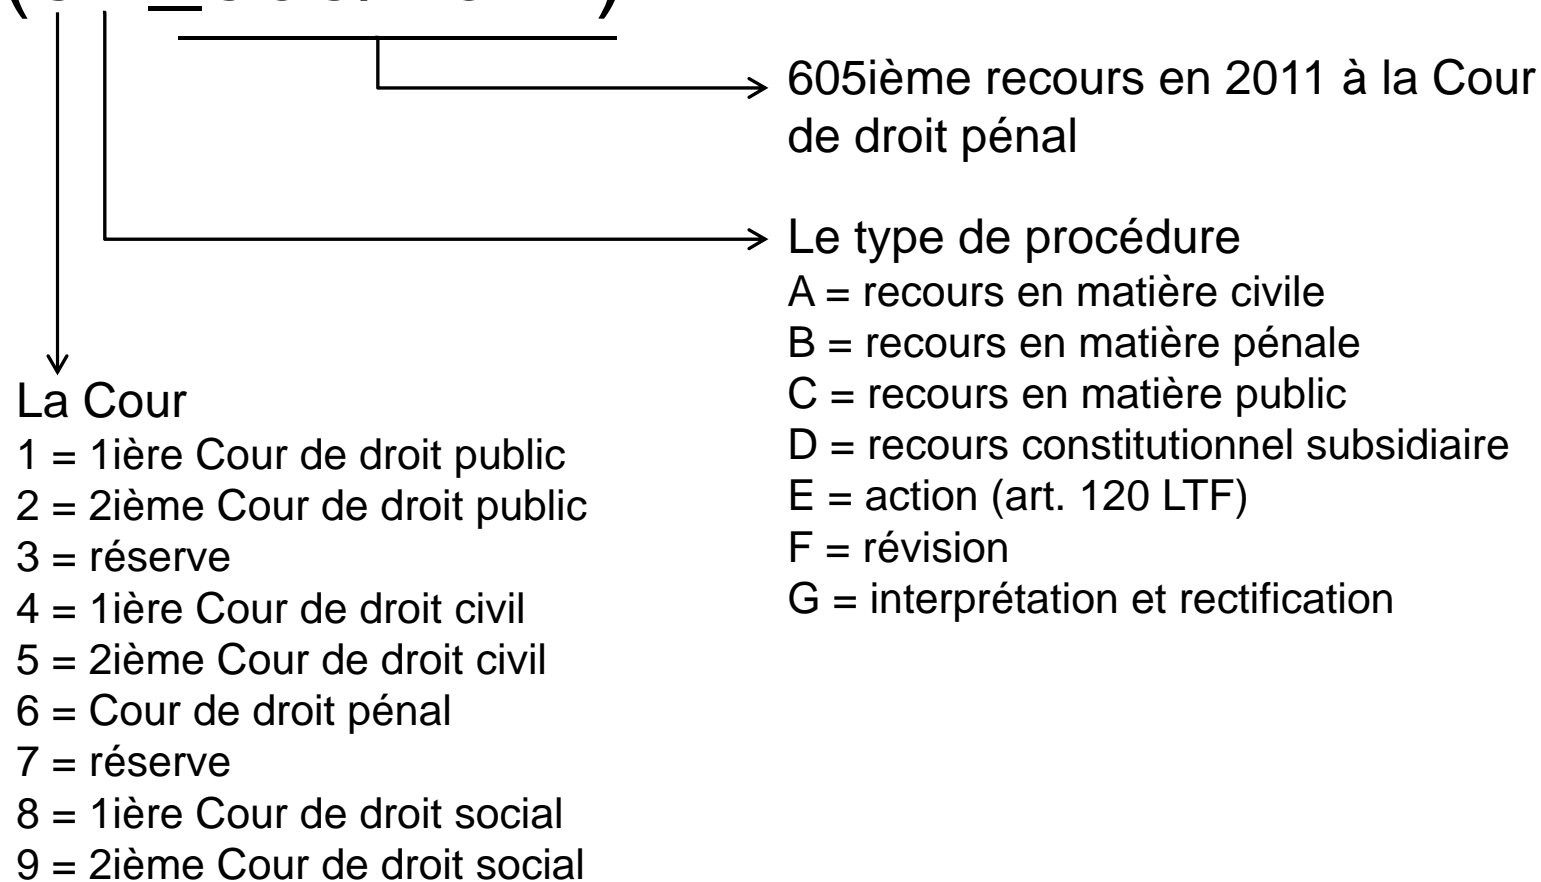 605ième recours en 2011 à la Cour
de droit pénal
Le type de procédure
A = recours en matière civile
B = recours en matière pénale
C = recours en matière public
D = recours constitutionnel subsidiaire
E = action (art. 120 LTF)
F = révision
G = interprétation et rectification
La Cour
1 = 1ière Cour de droit public
2 = 2ième Cour de droit public
3 = réserve
4 = 1ière Cour de droit civil
5 = 2ième Cour de droit civil
6 = Cour de droit pénal
7 = réserve
8 = 1ière Cour de droit social
9 = 2ième Cour de droit social